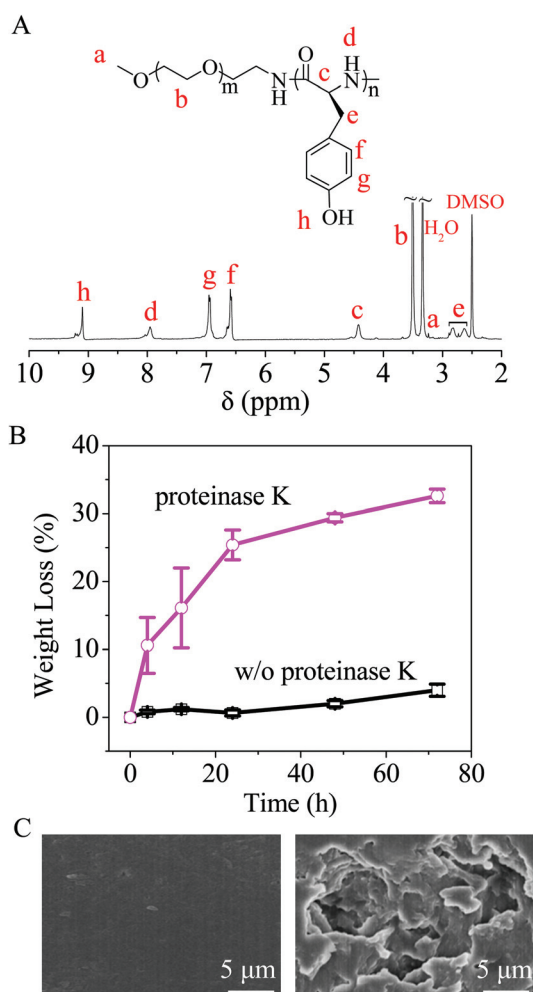 A
a
O
O
m
b
N
H
O
c
d
H
N
n
e
f
g
h
OH
h
d
g
f
c
b
~
~
H₂O
a
e
DMSO
10 9 8 7 6 5 4 3 2
δ (ppm)
B
Weight Loss (%)
40
30
20
10
0
proteinase K
w/o proteinase K
0 20 40 60 80
Time (h)
C
5 μm
5 μm